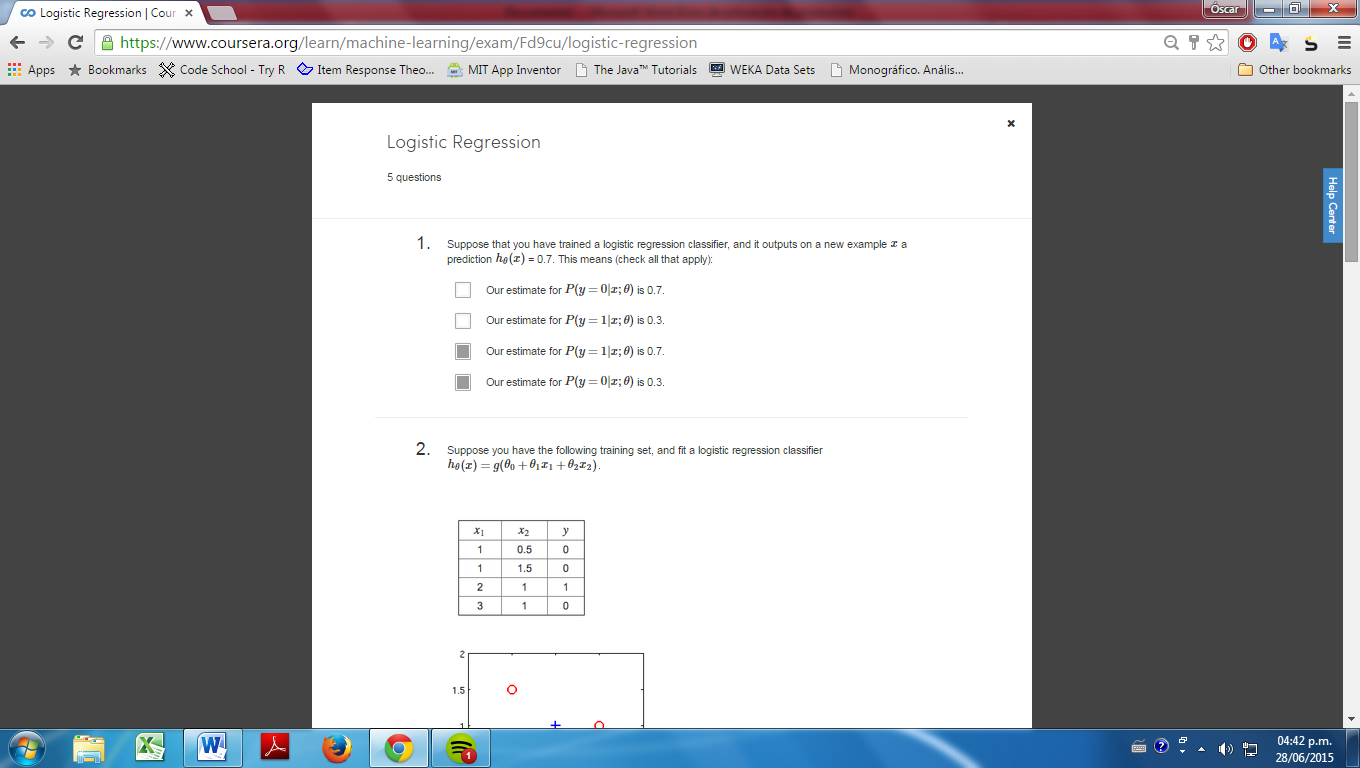 Logistic Regression | Cour
Óscar
https://www.coursera.org/learn/machine-learning/exam/Fd9cu/logistic-regression
Apps Bookmarks Code School - Try R Item Response Theo... MIT App Inventor The Java™ Tutorials WEKA Data Sets Monográfico. Anális... Other bookmarks
Logistic Regression
5 questions
Help Center
1. Suppose that you have trained a logistic regression classifier, and it outputs on a new example x a
prediction hθ(x) = 0.7. This means (check all that apply):
Our estimate for P(y = 0|x; θ) is 0.7.
Our estimate for P(y = 1|x; θ) is 0.3.
Our estimate for P(y = 1|x; θ) is 0.7.
Our estimate for P(y = 0|x; θ) is 0.3.
2. Suppose you have the following training set, and fit a logistic regression classifier
hθ(x) = g(θ0 + θ1x1 + θ2x2).
x1 x2 y
1 0.5 0
1 1.5 0
2 1 1
3 1 0
2
1.5
1
1
04:42 p.m.
28/06/2015